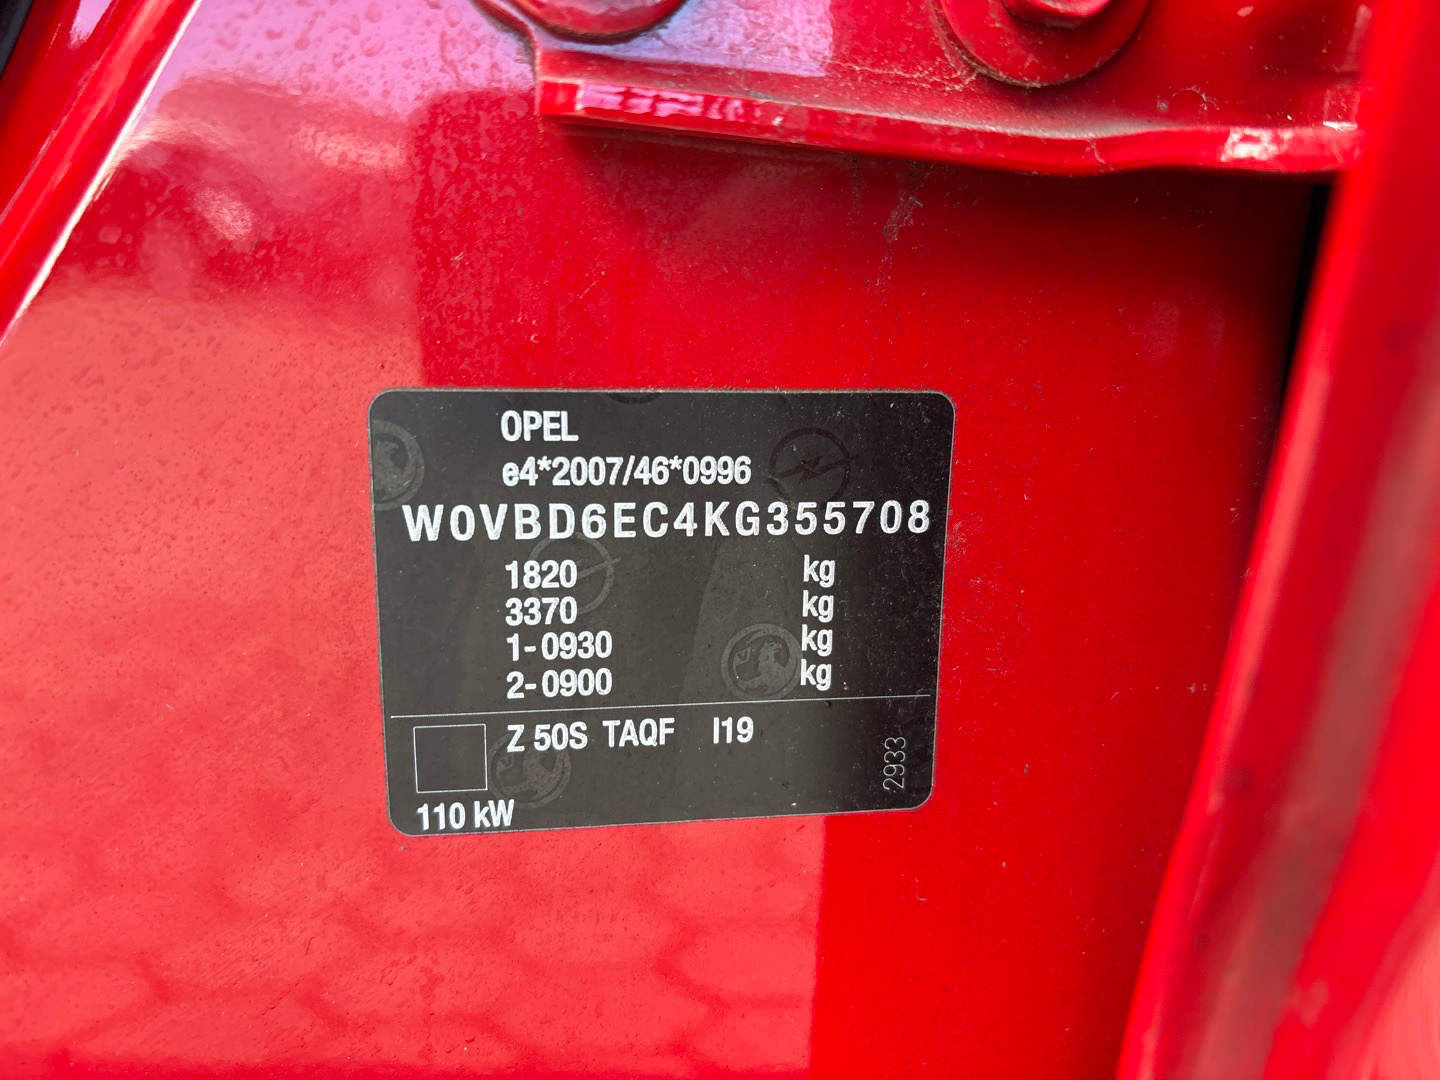 OPEL
e4*2007/46*0996
W0VBD6EC4KG355708
1820 kg
3370 kg
1-0930 kg
2-0900 kg
Z 50S TAQF I19
2933
110 kW